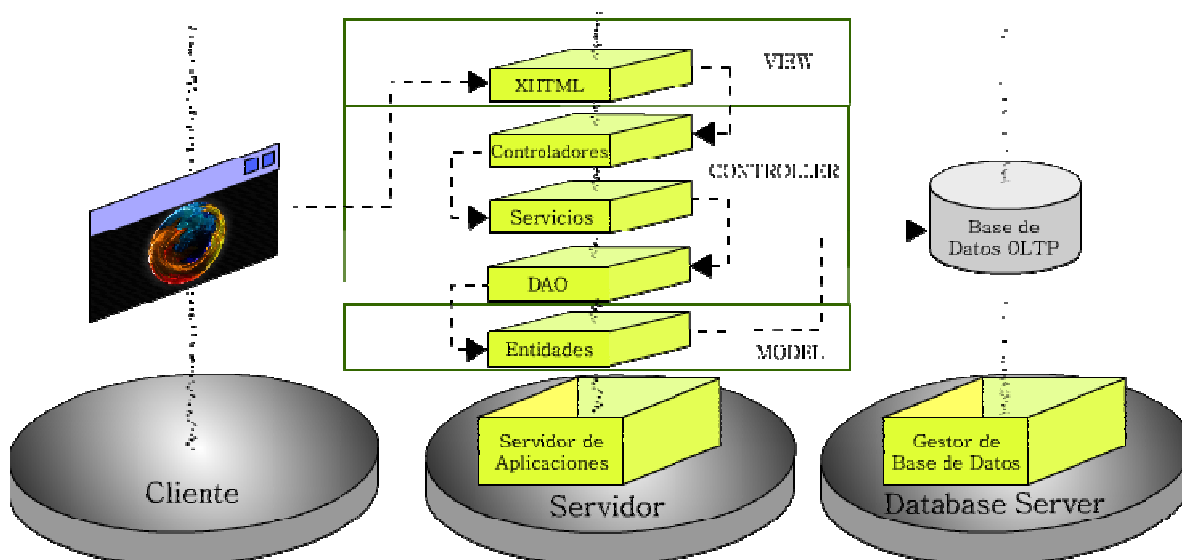 VIEW
XHTML
Controladores
CONTROLLER
Servicios
Base de
Datos OLTP
DAO
Entidades
MODEL
Servidor de
Aplicaciones
Gestor de
Base de Datos
Cliente
Servidor
Database Server